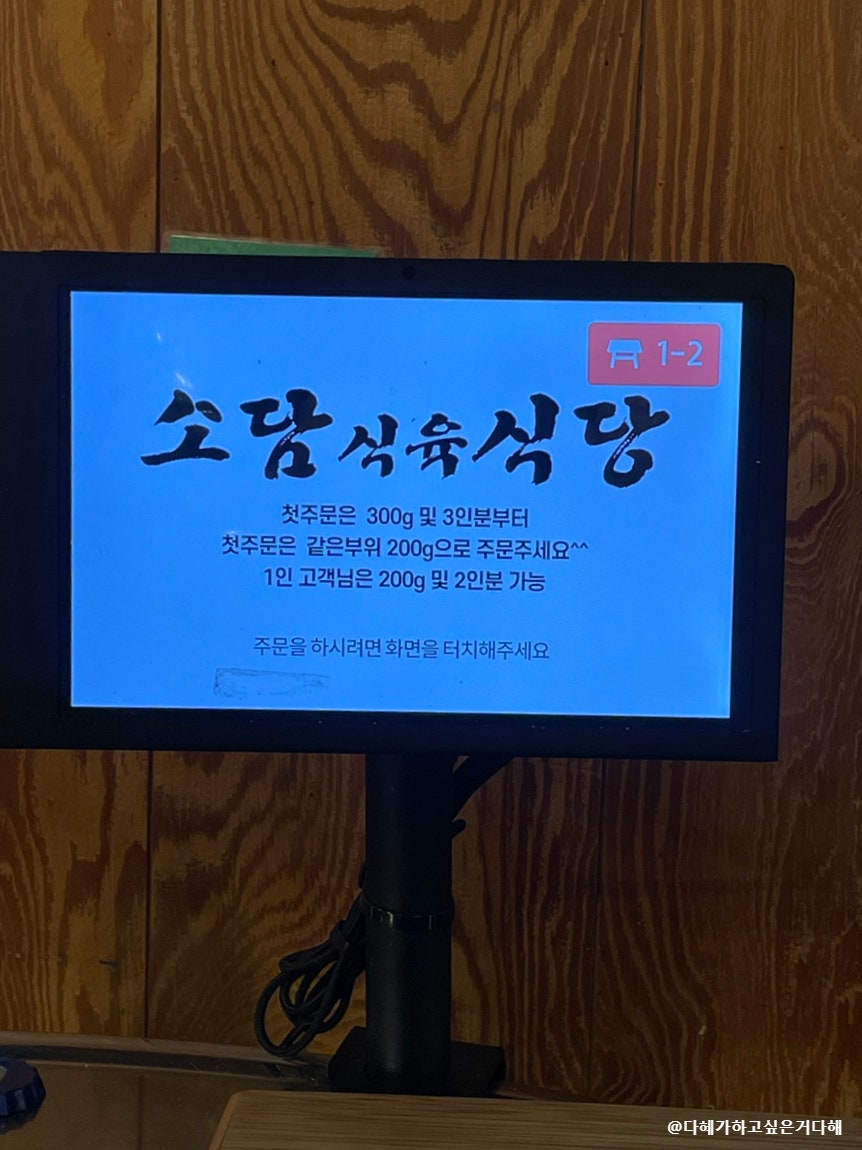 1-2
소담식육식당
첫주문은 300g 및 3인분부터
첫주문은 같은부위 200g으로 주문주세요^^
1인 고객님은 200g 및 2인분 가능
주문을 하시려면 화면을 터치해주세요
@다헤가하고싶은거다해